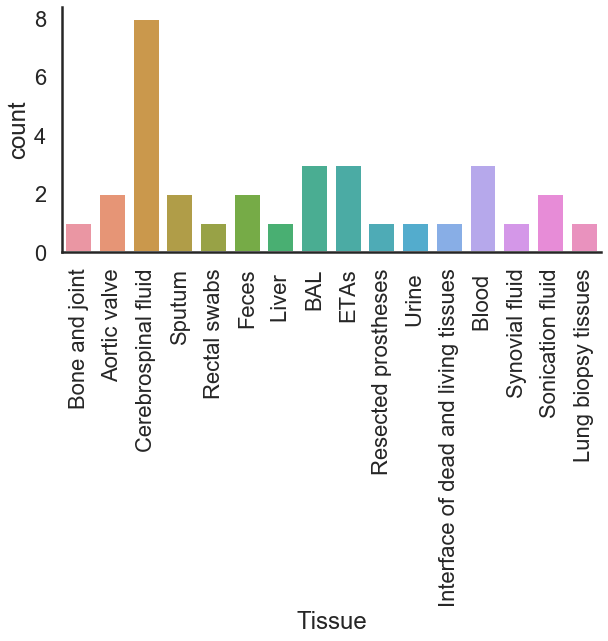 count
8
6
4
2
0
Bone and joint
Aortic valve
Cerebrospinal fluid
Sputum
Rectal swabs
Feces
Liver
BAL
ETAs
Resected prostheses
Urine
Interface of dead and living tissues
Blood
Synovial fluid
Sonication fluid
Lung biopsy tissues
Tissue